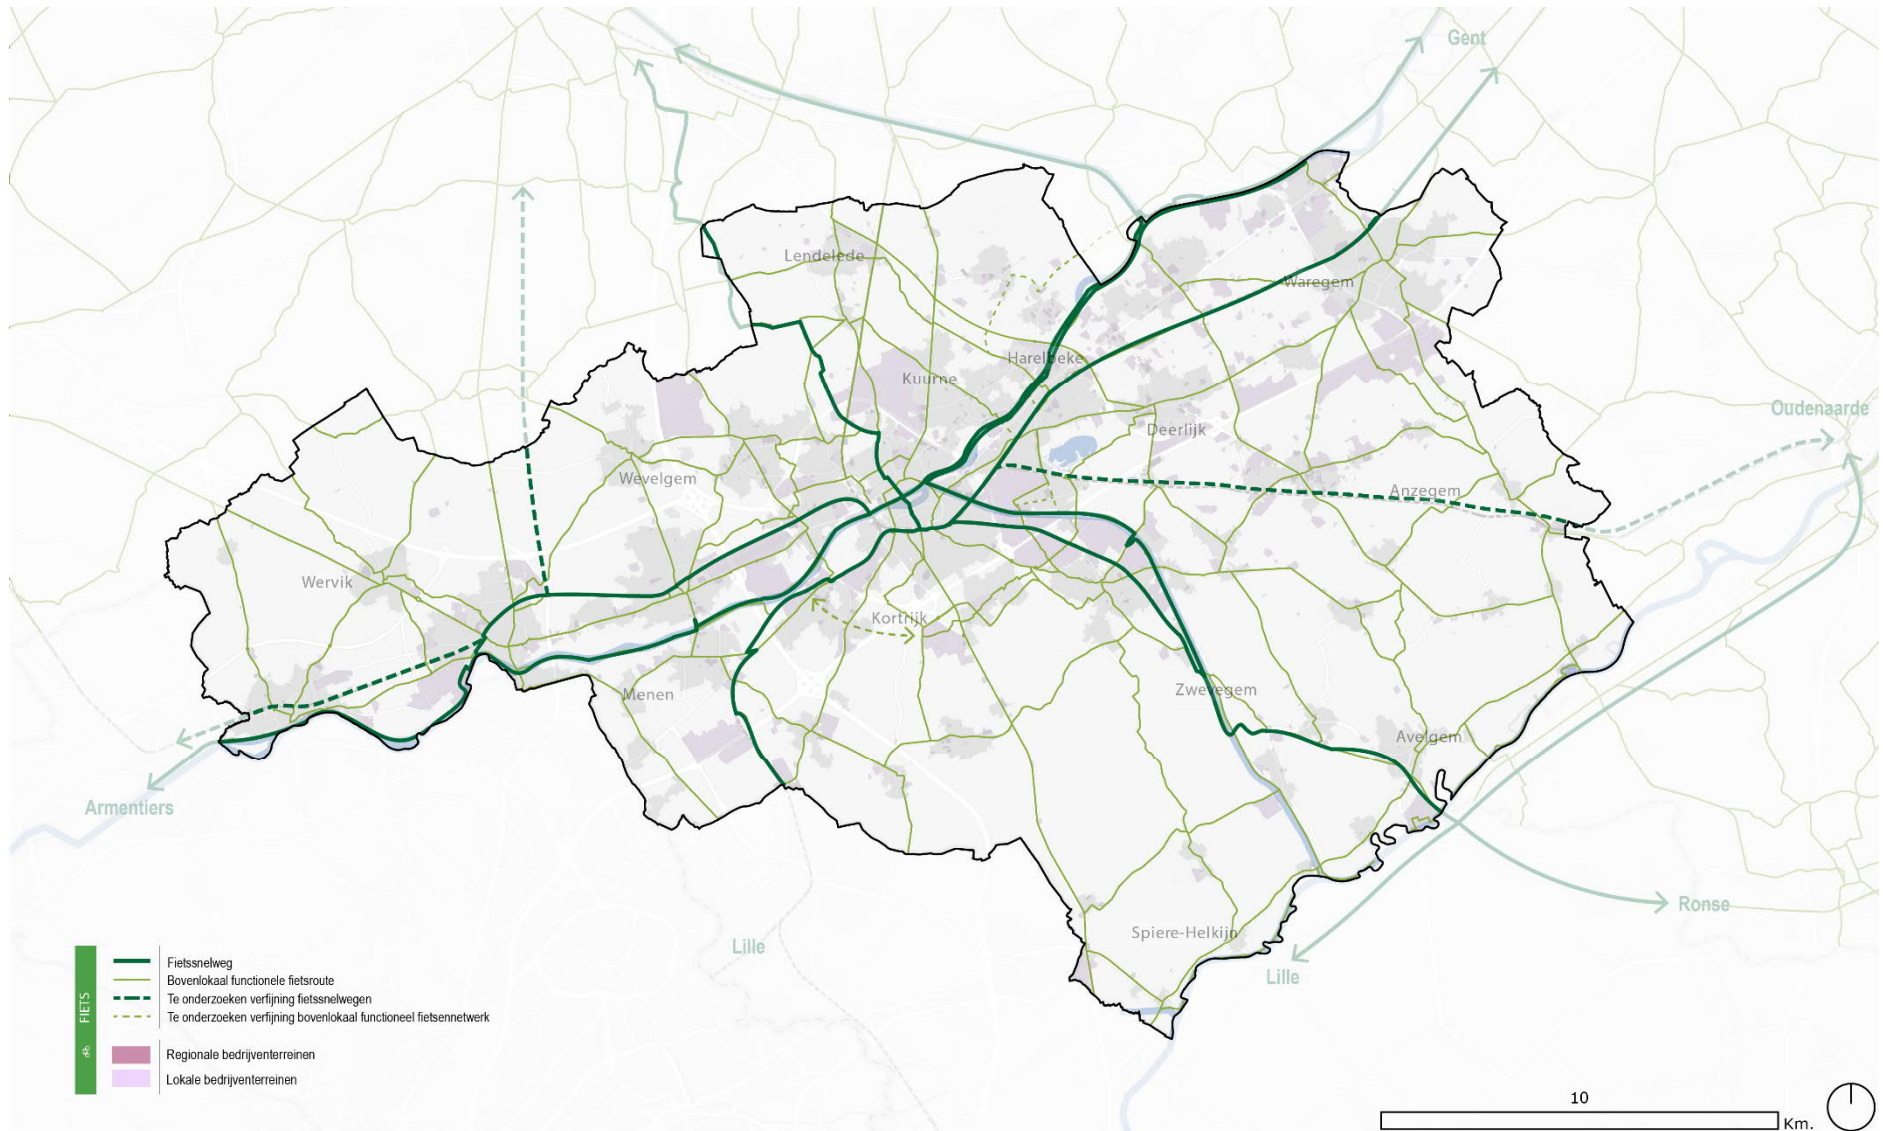 Gent
Lendelede
Waregem
Harelbeke
Kuurne
Oudenaarde
Deerlijk
Wevelgem
Anzegem
Wervik
Kortrijk
Menen
Zwevegem
Avelgem
Armentiers
Ronse
Spiere-Helkijn
Lille
Lille
FIETS
Fietssnelweg
Bovenlokaal functionele fietsroute
Te onderzoeken verfijning fietssnelwegen
Te onderzoeken verfijning bovenlokaal functioneel fietsennetwerk
Regionale bedrijventerreinen
Lokale bedrijventerreinen
10
Km.